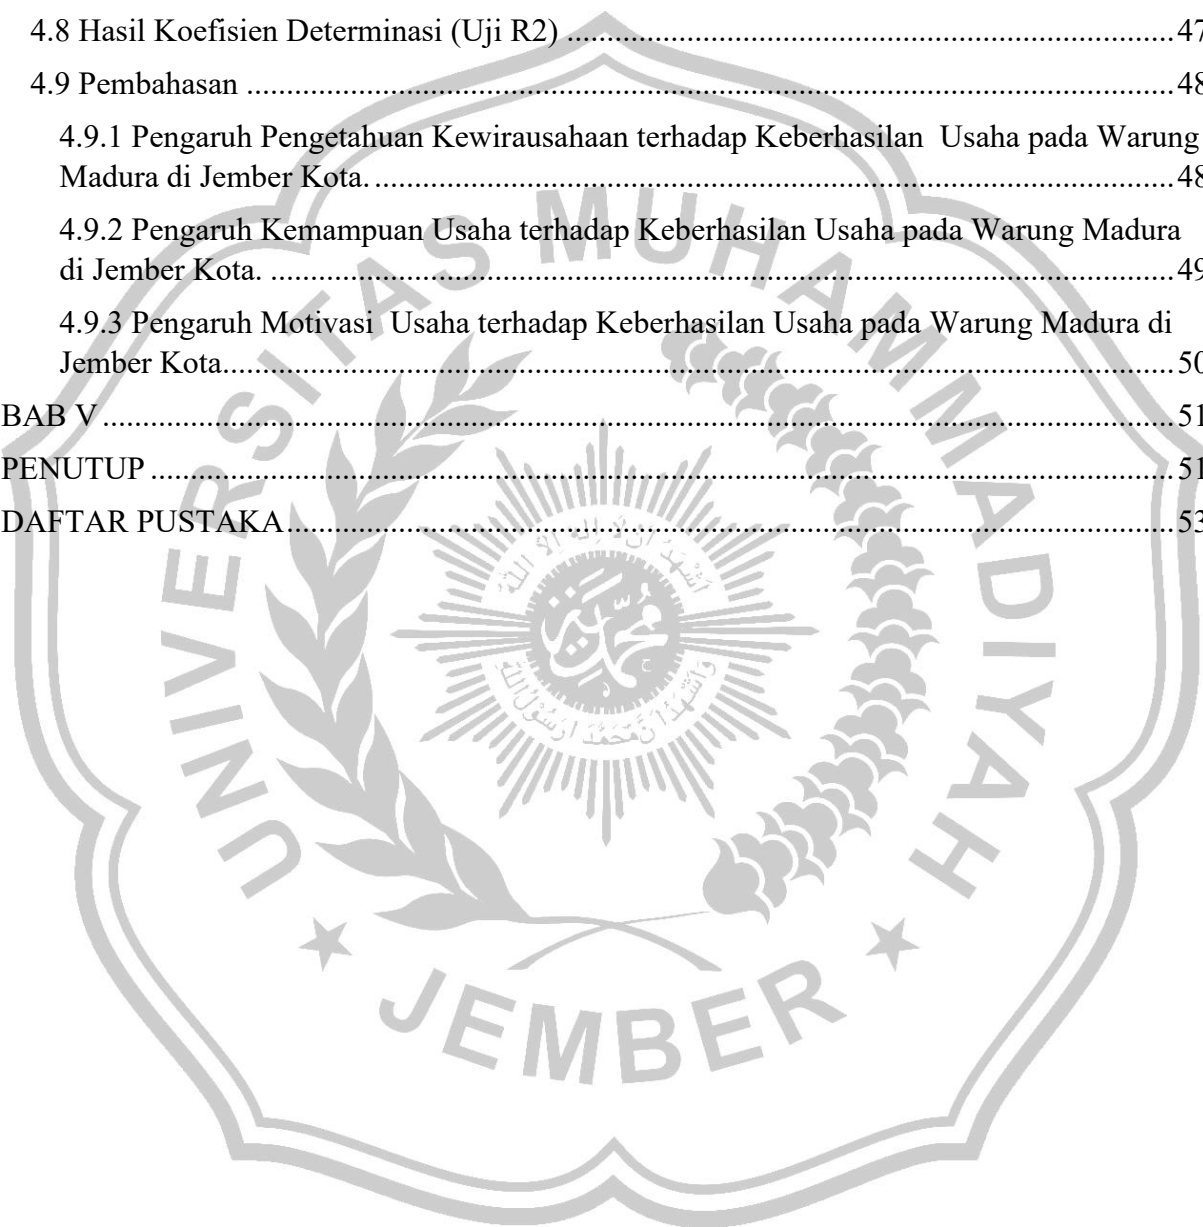 4.8 Hasil Koefisien Determinasi (Uji R2) ........................................ 47
4.9 Pembahasan ........................................ 48
4.9.1 Pengaruh Pengetahuan Kewirausahaan terhadap Keberhasilan  Usaha pada Warung
Madura di Jember Kota. ........................................ 48
4.9.2 Pengaruh Kemampuan Usaha terhadap Keberhasilan Usaha pada Warung Madura
di Jember Kota. ........................................ 49
4.9.3 Pengaruh Motivasi  Usaha terhadap Keberhasilan Usaha pada Warung Madura di
Jember Kota........................................ 50
BAB V ........................................ 51
PENUTUP ........................................ 51
DAFTAR PUSTAKA ........................................ 53
UNIVERSITAS MUHAMMADIYAH
JEMBER